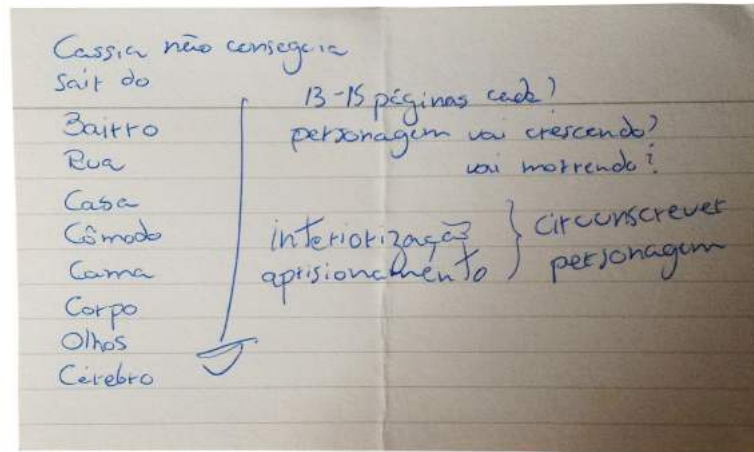 Cassia não conseguia
sair do
Bairro
Rua
Casa
Cômodo
Cama
Corpo
Olhos
Cérebro
13-15 páginas cada?
personagem vai crescendo?
vai morrendo?
interiorização
aprisionamento } circunscrever
personagem